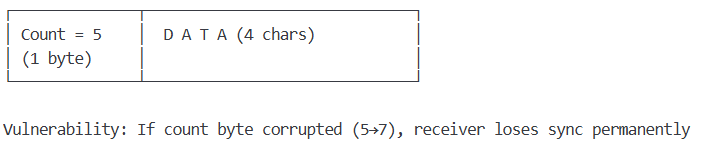 Count = 5 D A T A (4 chars)
(1 byte)
Vulnerability: If count byte corrupted (5→7), receiver loses sync permanently